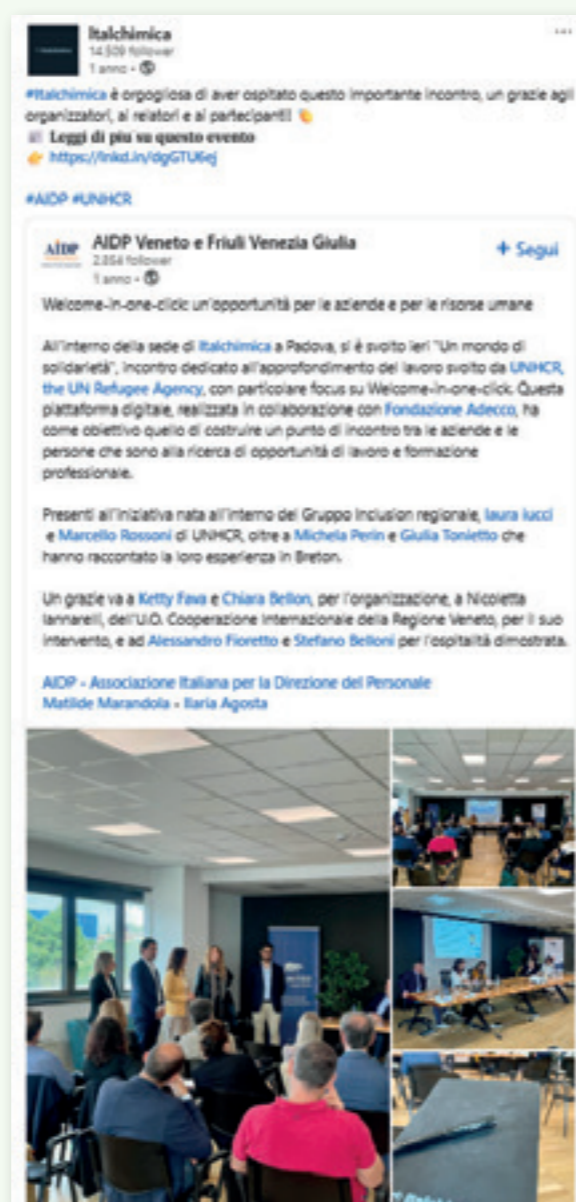 Italchimica
14.509 follower
1 anno •
#Italchimica è orgogliosa di aver ospitato questo importante incontro, un grazie agli
organizzatori, ai relatori e ai partecipanti!
Leggi di piu su questo evento
https://lnkd.in/dgGTU6ej
#AIDP #UNHCR
AIDP
AIDP Veneto e Friuli Venezia Giulia
+ Segui
2.854 follower
1 anno •
Welcome-in-one-click: un'opportunità per le aziende e per le risorse umane
All'interno della sede di Italchimica a Padova, si è svolto ieri "Un mondo di
solidarietà", incontro dedicato all'approfondimento del lavoro svolto da UNHCR,
the UN Refugee Agency, con particolare focus su Welcome-in-one-click. Questa
piattaforma digitale, realizzata in collaborazione con Fondazione Adecco, ha
come obiettivo quello di costruire un punto di incontro tra le aziende e le
persone che sono alla ricerca di opportunità di lavoro e formazione
professionale.
Presenti all'iniziativa nata all'interno del Gruppo Inclusion regionale, laura iucci
e Marcello Rossoni di UNHCR, oltre a Michela Perin e Giulia Tonietto che
hanno raccontato la loro esperienza in Breton.
Un grazie va a Ketty Fava e Chiara Bellon, per l'organizzazione, a Nicoletta
Iannarelli, dell'U.O. Cooperazione Internazionale della Regione Veneto, per il suo
intervento, e ad Alessandro Fioretto e Stefano Belloni per l'ospitalità dimostrata.
AIDP - Associazione Italiana per la Direzione del Personale
Matilde Marandola - Ilaria Agosta